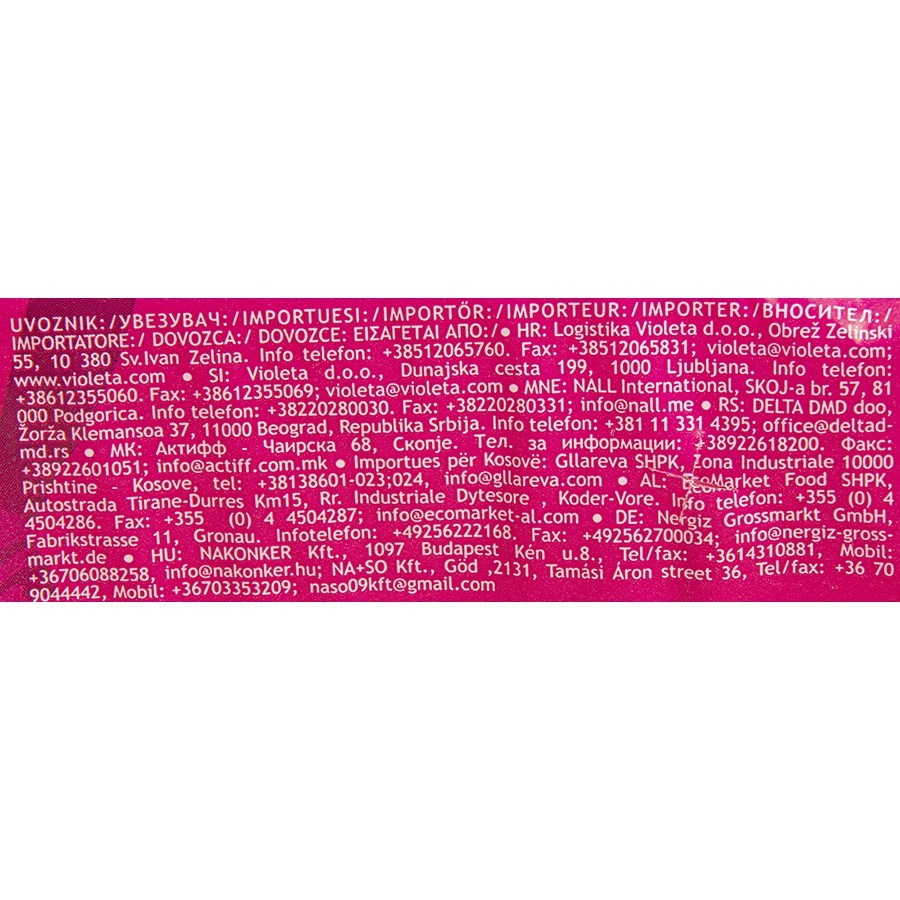 UVOZNIK:/УВЕЗУВАЧ:/IMPORTUESI:/IMPORTŐR:/IMPORTEUR:/IMPORTER:/ВНОСИТЕЛ:/
IMPORTATORE:/ DOVOZCA:/ DOVOZCE: ΕΙΣΑΓΕΤΑΙ ΑΠΟ:/● HR: Logistika Violeta d.o.o., Obrež Zelinski
55, 10 380 Sv.Ivan Zelina. Info telefon: +38512065760. Fax: +38512065831; violeta@violeta.com;
www.violeta.com ● SI: Violeta d.o.o., Dunajska cesta 199, 1000 Ljubljana. Info telefon:
+38612355060. Fax: +38612355069; violeta@violeta.com ● MNE: NALL International, SKOJ-a br. 57, 81
000 Podgorica. Info telefon: +38220280030. Fax: +38220280331; info@nall.me ● RS: DELTA DMD doo,
Žorža Klemansoa 37, 11000 Beograd, Republika Srbija. Info telefon: +381 11 331 4395; office@deltad-
md.rs ● МК: Актифф - Чаирска 68, Скопје. Тел. за информации: +38922618200. Факс:
+38922601051; info@actiff.com.mk ● Importues për Kosovë: Gllareva SHPK, Zona Industriale 10000
Prishtine - Kosove, tel: +38138601-023;024, info@gllareva.com ● AL: EcoMarket Food SHPK,
Autostrada Tirane-Durres Km15, Rr. Industriale Dytesore , Koder-Vore. Info telefon: +355 (0) 4
4504286. Fax: +355 (0) 4 4504287; info@ecomarket-al.com ● DE: Nergiz Grossmarkt GmbH,
Fabrikstrasse 11, Gronau. Infotelefon: +49256222168. Fax: +492562700034; info@nergiz-gross-
markt.de ● HU: NAKONKER Kft., 1097 Budapest Kén u.8., Tel/fax: +3614310881, Mobil:
+36706088258, info@nakonker.hu; NA+SO Kft., Göd ,2131, Tamási Áron street 36, Tel/fax: +36 70
9044442, Mobil: +36703353209; naso09kft@gmail.com